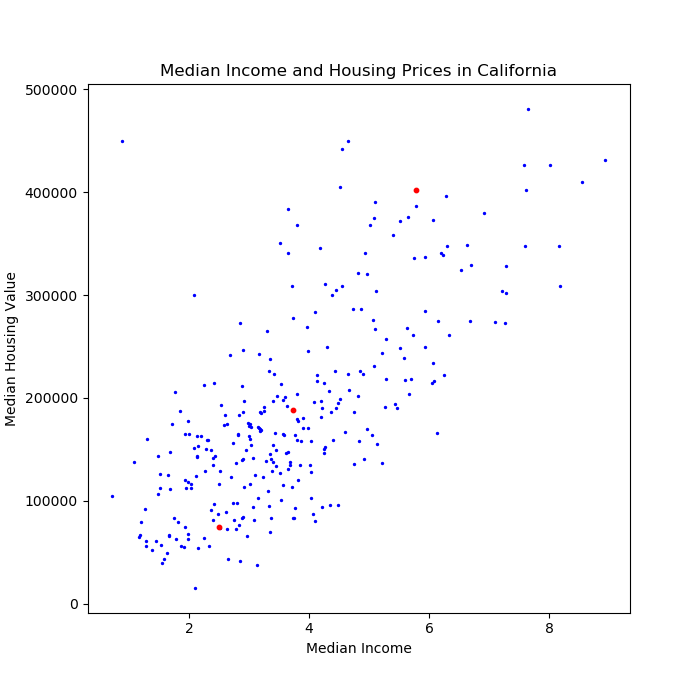 Median Income and Housing Prices in California
500000
400000
300000
200000
100000
0
Median Housing Value
2 4 6 8
Median Income